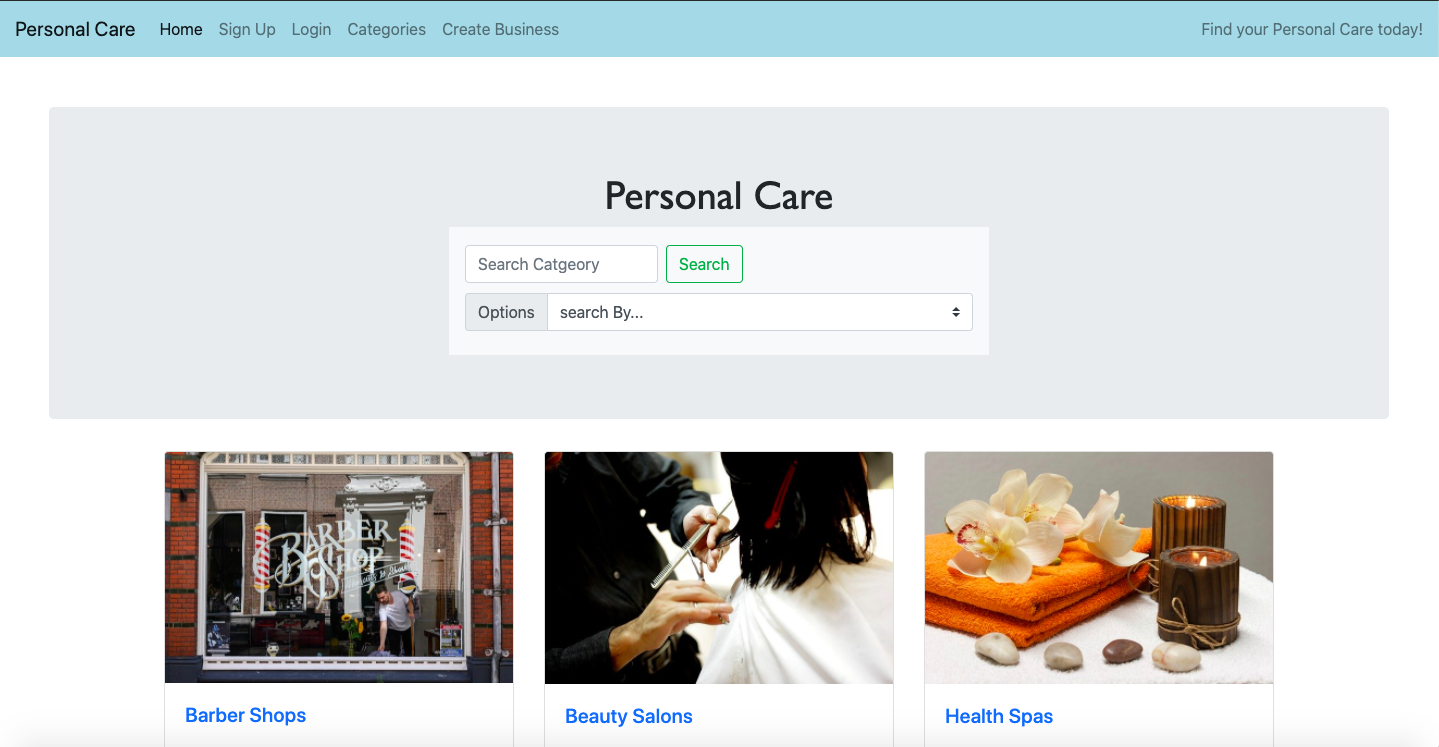 Personal Care Home Sign Up Login Categories Create Business Find your Personal Care today!
Personal Care
Search Catgeory Search
Options search By...
BARBER
SHOP
Barber Shops Beauty Salons Health Spas